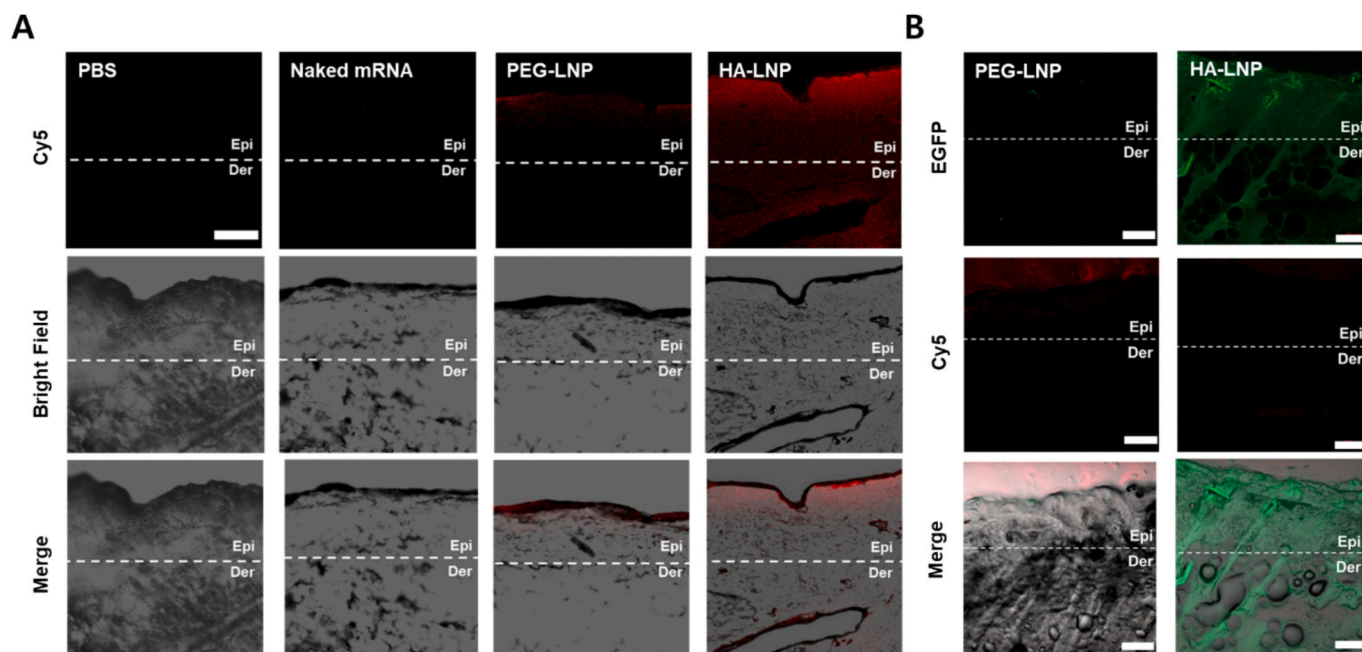 A
B
PBS
Naked mRNA
PEG-LNP
HA-LNP
PEG-LNP
HA-LNP
Cy5
Epi
Der
Epi
Der
Epi
Der
Epi
Der
EGFP
Epi
Der
Epi
Der
Bright Field
Epi
Der
Epi
Der
Epi
Der
Epi
Der
Cy5
Epi
Der
Epi
Der
Merge
Epi
Der
Epi
Der
Epi
Der
Epi
Der
Merge
Epi
Der
Epi
Der